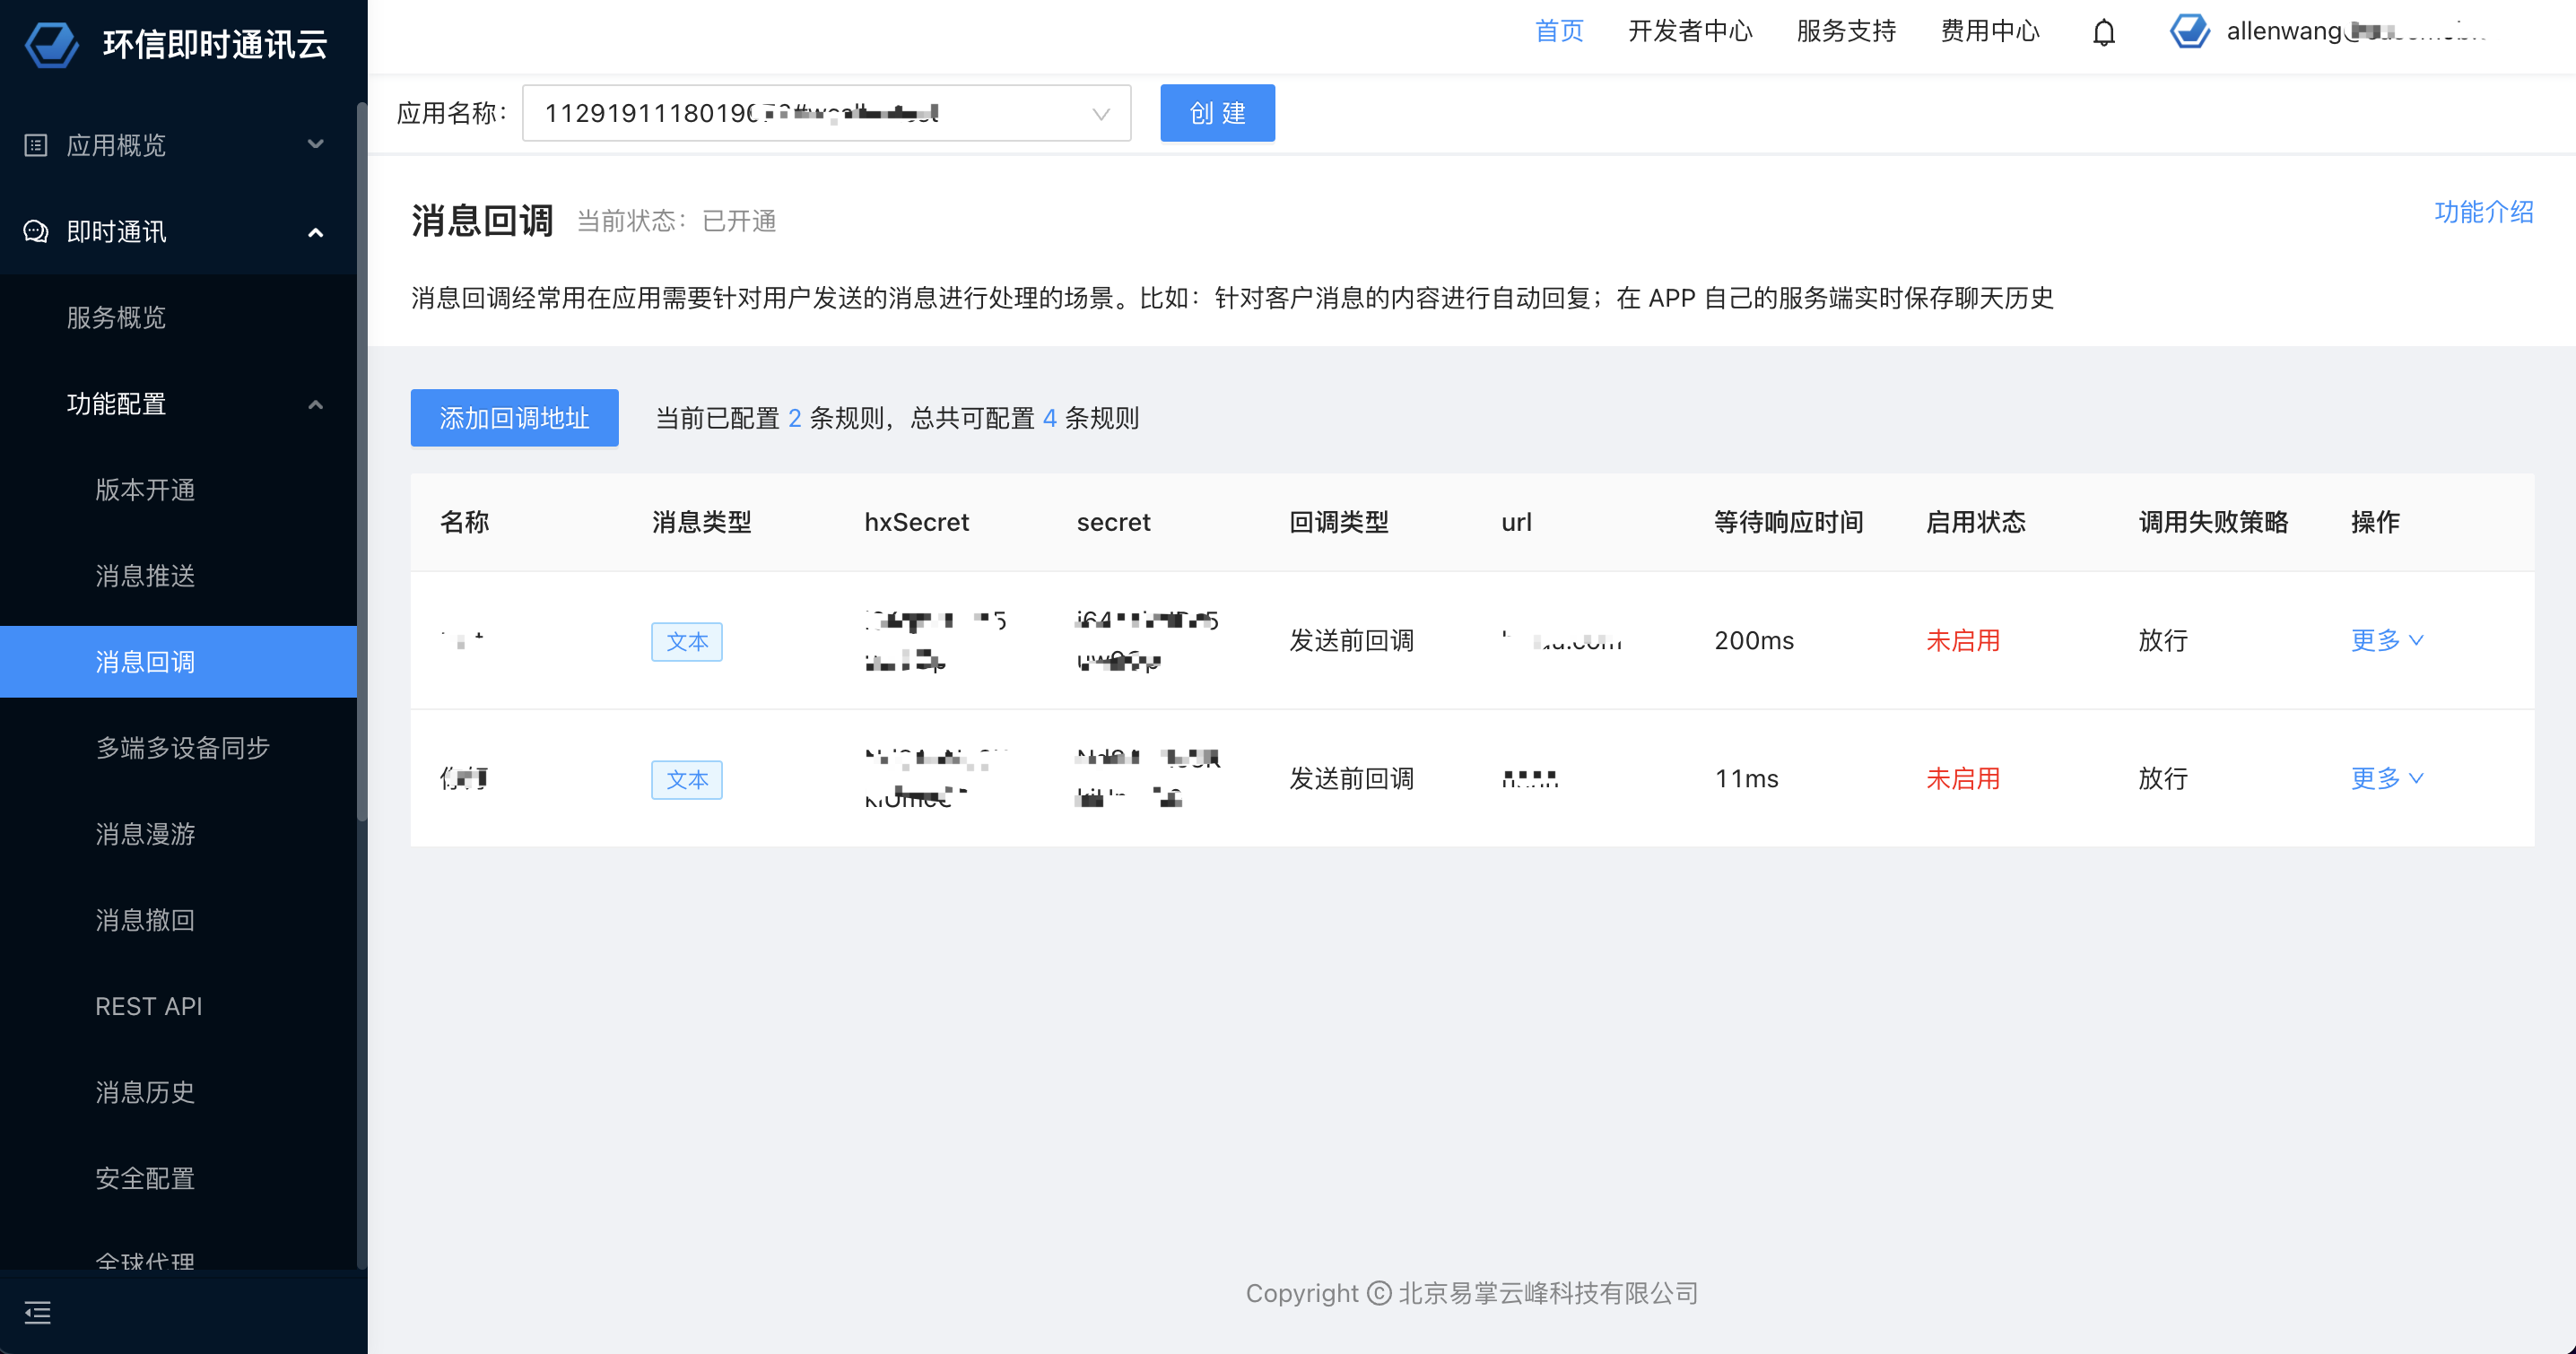 环信即时通讯云
首页 开发者中心 服务支持 费用中心
应用名称： 创 建
应用概览
即时通讯
服务概览
功能配置
版本开通
消息推送
消息回调
多端多设备同步
消息漫游
消息撤回
REST API
消息历史
安全配置
全球代理
消息回调 当前状态：已开通
功能介绍
消息回调经常用在应用需要针对用户发送的消息进行处理的场景。比如：针对客户消息的内容进行自动回复；在 APP 自己的服务端实时保存聊天历史
添加回调地址 当前已配置 2 条规则，总共可配置 4 条规则
名称 消息类型 hxSecret secret 回调类型 url 等待响应时间 启用状态 调用失败策略 操作
文本 发送前回调 200ms 未启用 放行 更多
文本 发送前回调 11ms 未启用 放行 更多
Copyright © 北京易掌云峰科技有限公司